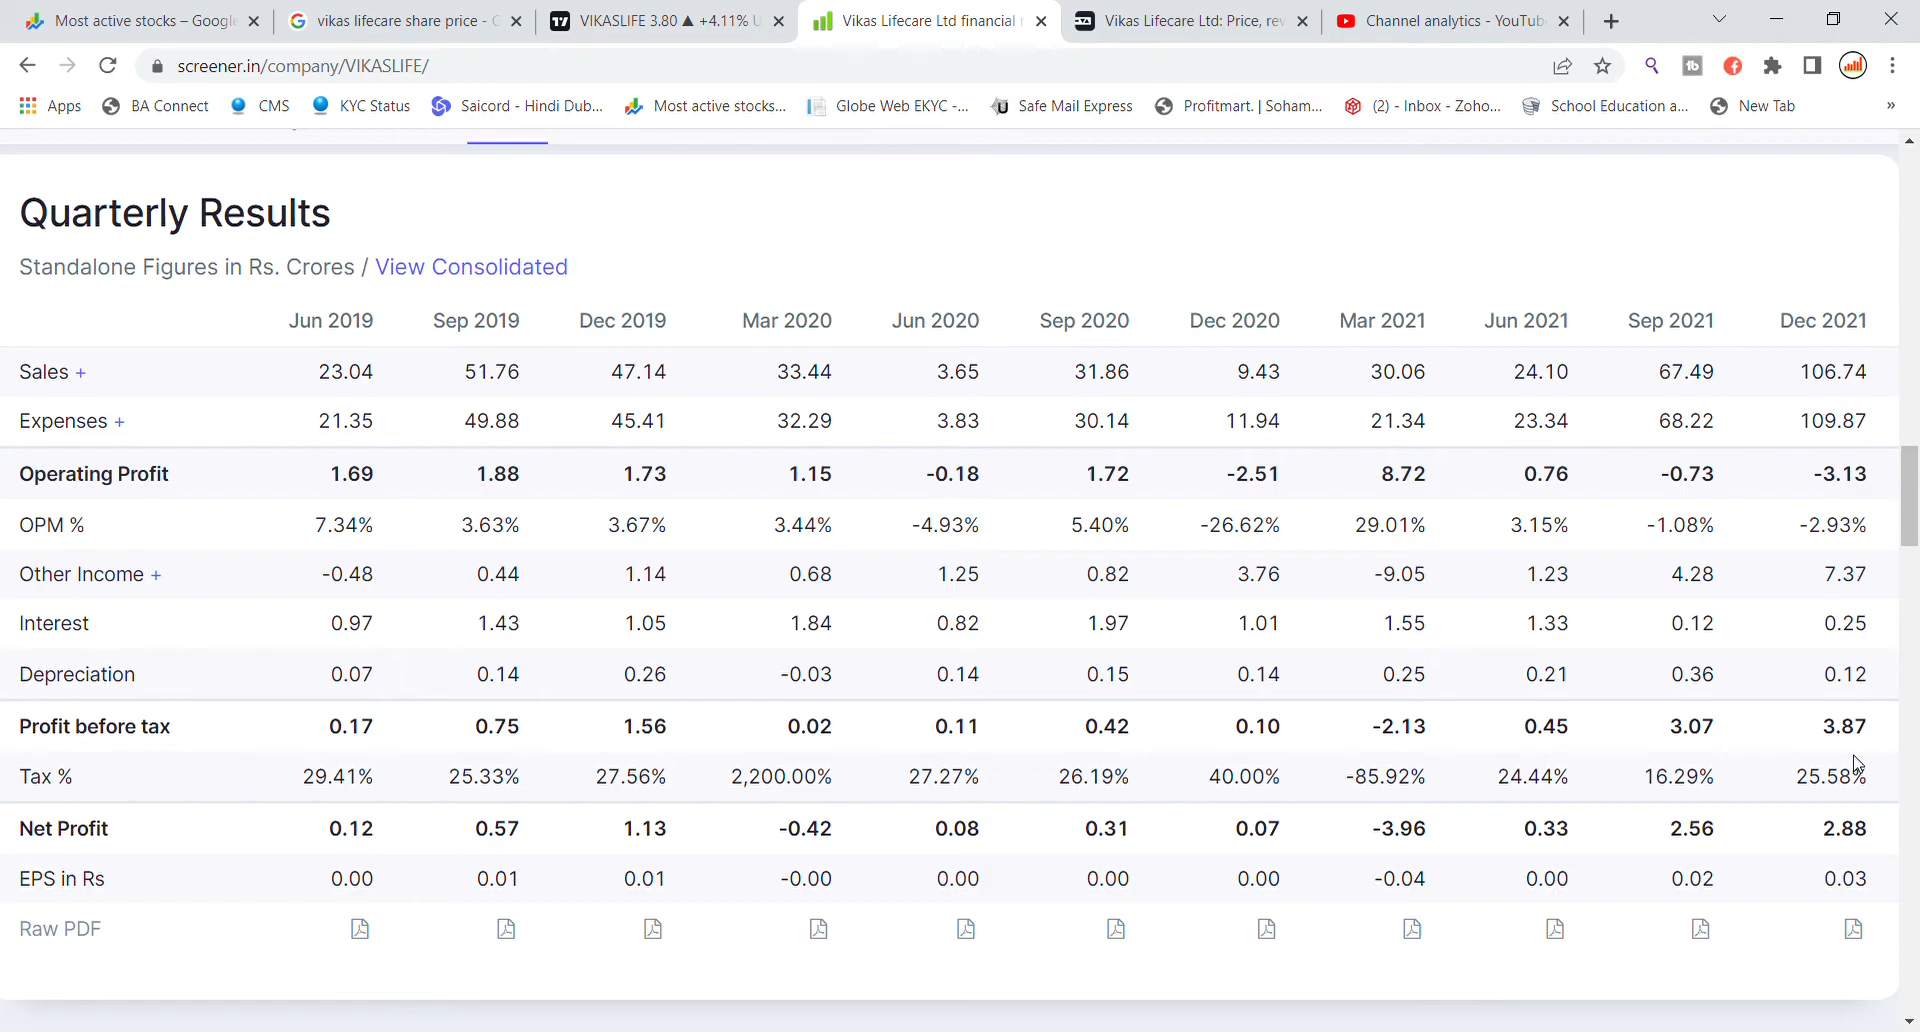 Most active stocks – Google
vikas lifecare share price - G
VIKASLIFE 3.80 ▲ +4.11% U
Vikas Lifecare Ltd financial r
Vikas Lifecare Ltd: Price, rev
Channel analytics - YouTub
screener.in/company/VIKASLIFE/
Apps BA Connect CMS KYC Status Saicord - Hindi Dub... Most active stocks... Globe Web EKYC -... Safe Mail Express Profitmart. | Soham... (2) - Inbox - Zoho... School Education a... New Tab »
Quarterly Results
Standalone Figures in Rs. Crores / View Consolidated
Jun 2019 Sep 2019 Dec 2019 Mar 2020 Jun 2020 Sep 2020 Dec 2020 Mar 2021 Jun 2021 Sep 2021 Dec 2021
Sales + 23.04 51.76 47.14 33.44 3.65 31.86 9.43 30.06 24.10 67.49 106.74
Expenses + 21.35 49.88 45.41 32.29 3.83 30.14 11.94 21.34 23.34 68.22 109.87
Operating Profit 1.69 1.88 1.73 1.15 -0.18 1.72 -2.51 8.72 0.76 -0.73 -3.13
OPM % 7.34% 3.63% 3.67% 3.44% -4.93% 5.40% -26.62% 29.01% 3.15% -1.08% -2.93%
Other Income + -0.48 0.44 1.14 0.68 1.25 0.82 3.76 -9.05 1.23 4.28 7.37
Interest 0.97 1.43 1.05 1.84 0.82 1.97 1.01 1.55 1.33 0.12 0.25
Depreciation 0.07 0.14 0.26 -0.03 0.14 0.15 0.14 0.25 0.21 0.36 0.12
Profit before tax 0.17 0.75 1.56 0.02 0.11 0.42 0.10 -2.13 0.45 3.07 3.87
Tax % 29.41% 25.33% 27.56% 2,200.00% 27.27% 26.19% 40.00% -85.92% 24.44% 16.29% 25.58%
Net Profit 0.12 0.57 1.13 -0.42 0.08 0.31 0.07 -3.96 0.33 2.56 2.88
EPS in Rs 0.00 0.01 0.01 -0.00 0.00 0.00 0.00 -0.04 0.00 0.02 0.03
Raw PDF